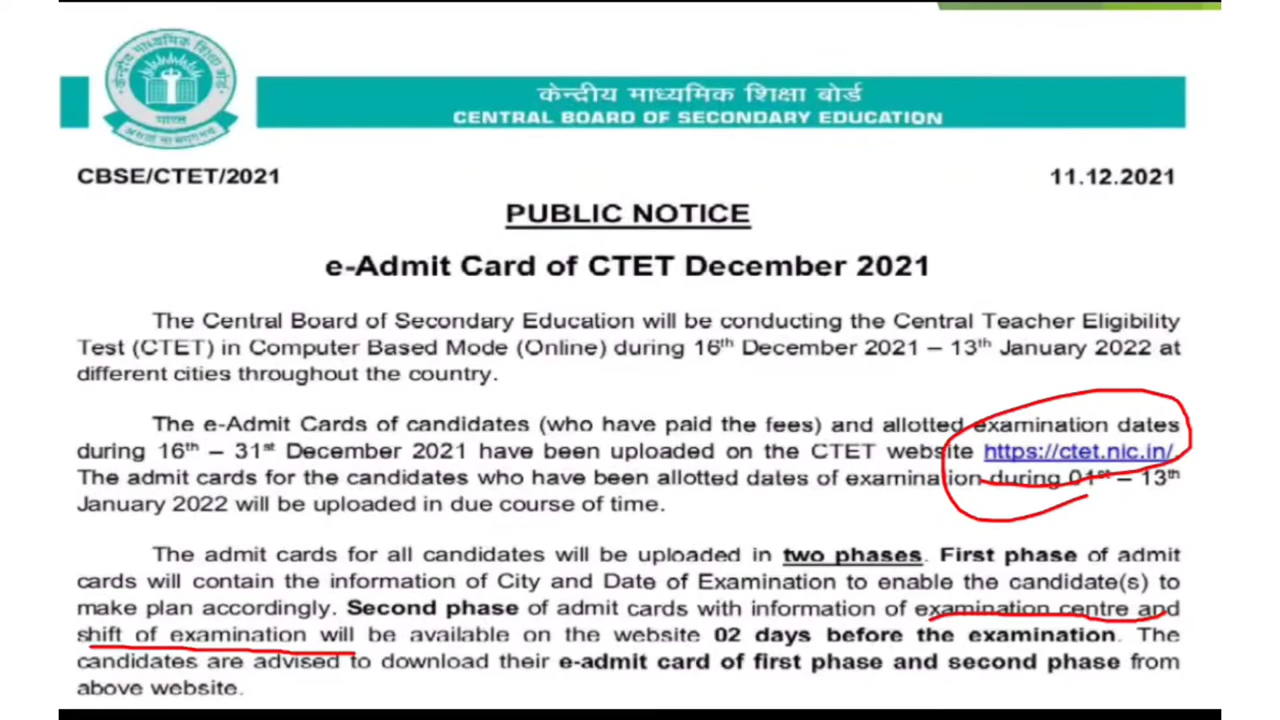 केन्द्रीय माध्यमिक शिक्षा बोर्ड
भारत
केन्द्रीय माध्यमिक शिक्षा बोर्ड
CENTRAL BOARD OF SECONDARY EDUCATION
CBSE/CTET/2021 11.12.2021
PUBLIC NOTICE
e-Admit Card of CTET December 2021
The Central Board of Secondary Education will be conducting the Central Teacher Eligibility
Test (CTET) in Computer Based Mode (Online) during 16th December 2021 – 13th January 2022 at
different cities throughout the country.
The e-Admit Cards of candidates (who have paid the fees) and allotted examination dates
during 16th – 31st December 2021 have been uploaded on the CTET website https://ctet.nic.in/.
The admit cards for the candidates who have been allotted dates of examination during 01st – 13th
January 2022 will be uploaded in due course of time.
The admit cards for all candidates will be uploaded in two phases. First phase of admit
cards will contain the information of City and Date of Examination to enable the candidate(s) to
make plan accordingly. Second phase of admit cards with information of examination centre and
shift of examination will be available on the website 02 days before the examination. The
candidates are advised to download their e-admit card of first phase and second phase from
above website.